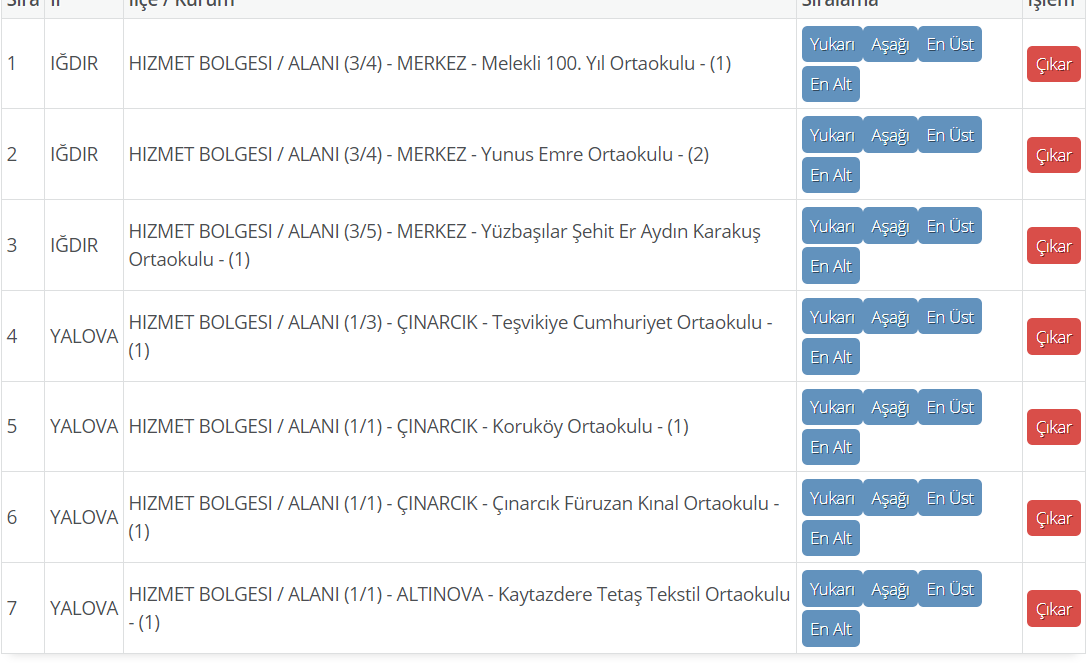 Sıra İl İlçe / Kurum Sıralama İşlem
1 IĞDIR HIZMET BOLGESI / ALANI (3/4) - MERKEZ - Melekli 100. Yıl Ortaokulu - (1) Yukarı Aşağı En Üst
En Alt Çıkar
2 IĞDIR HIZMET BOLGESI / ALANI (3/4) - MERKEZ - Yunus Emre Ortaokulu - (2) Yukarı Aşağı En Üst
En Alt Çıkar
3 IĞDIR HIZMET BOLGESI / ALANI (3/5) - MERKEZ - Yüzbaşılar Şehit Er Aydın Karakuş
Ortaokulu - (1) Yukarı Aşağı En Üst
En Alt Çıkar
4 YALOVA HIZMET BOLGESI / ALANI (1/3) - ÇINARCIK - Teşvikiye Cumhuriyet Ortaokulu -
(1) Yukarı Aşağı En Üst
En Alt Çıkar
5 YALOVA HIZMET BOLGESI / ALANI (1/1) - ÇINARCIK - Koruköy Ortaokulu - (1) Yukarı Aşağı En Üst
En Alt Çıkar
6 YALOVA HIZMET BOLGESI / ALANI (1/1) - ÇINARCIK - Çınarcık Füruzan Kınal Ortaokulu -
(1) Yukarı Aşağı En Üst
En Alt Çıkar
7 YALOVA HIZMET BOLGESI / ALANI (1/1) - ALTINOVA - Kaytazdere Tetaş Tekstil Ortaokulu
- (1) Yukarı Aşağı En Üst
En Alt Çıkar